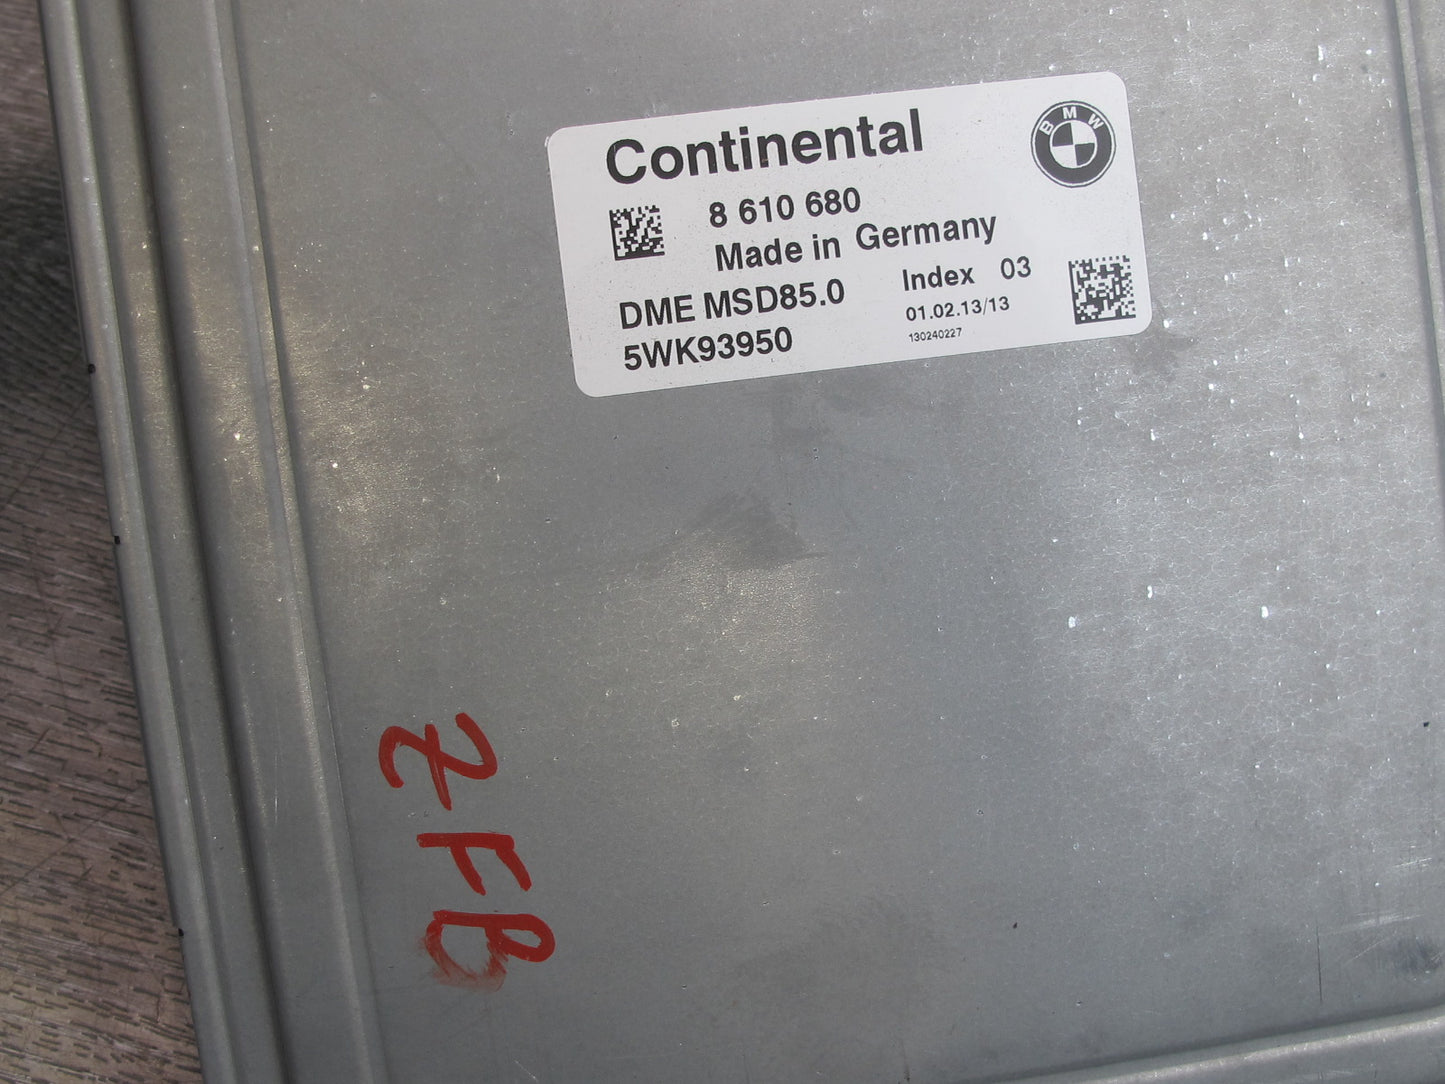 Continental
BMW
8 610 680
Made in Germany
DME MSD85.0 Index 03
5WK93950 01.02.13/13
130240227
ZFB